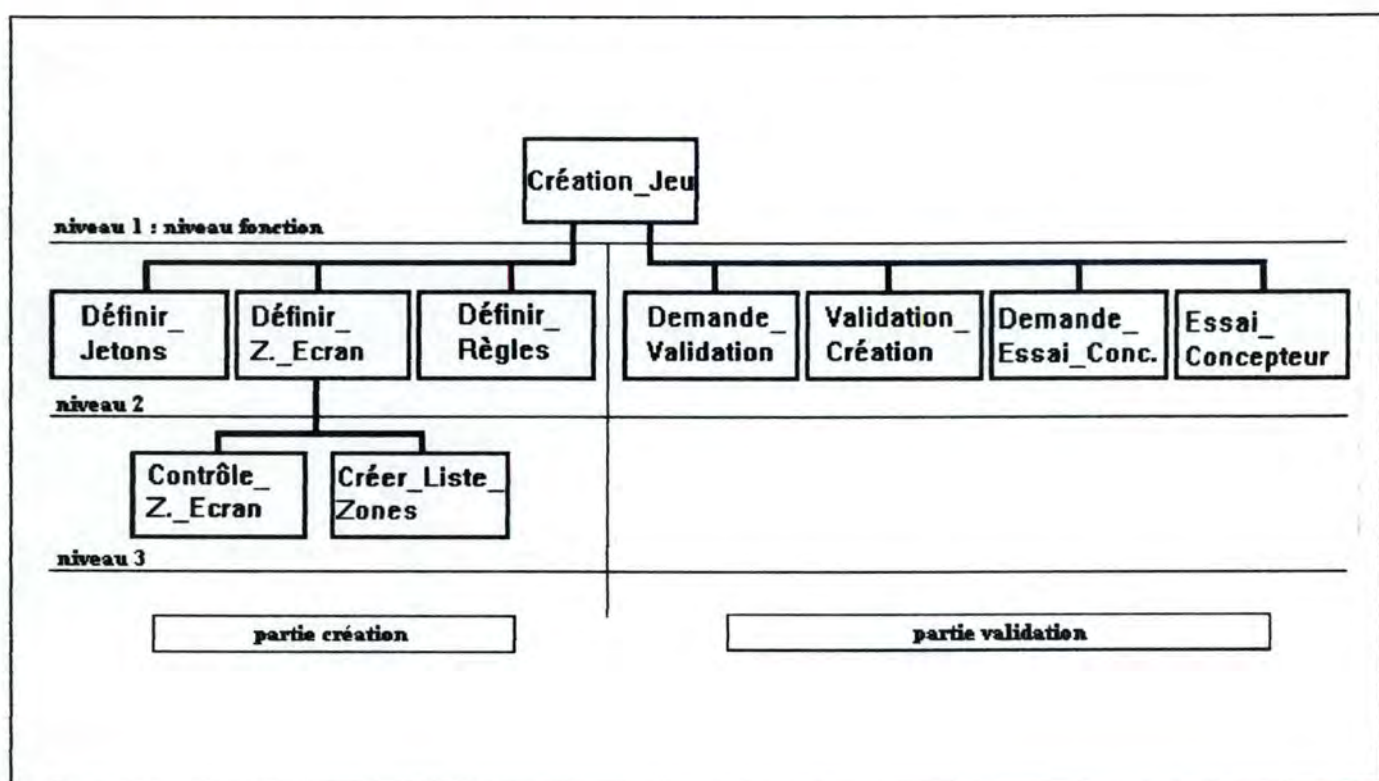 Création_Jeu
niveau 1 : niveau fonction
Définir_
Jetons
Définir_
Z._Ecran
Définir_
Règles
Demande_
Validation
Validation_
Création
Demande_
Essai_Conc.
Essai_
Concepteur
niveau 2
Contrôle_
Z._Ecran
Créer_Liste_
Zones
niveau 3
partie création
partie validation